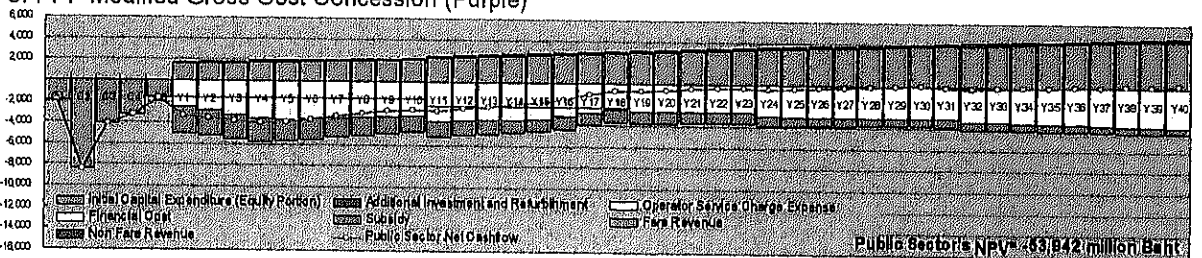 PPP Modified Gross Cost Concession (Purple)
6,000
4,000
2,000
-2,000
-4,000
-6,000
-8,000
-10,000
-12,000
-14,000
-16,000
Y1 Y2 Y3 Y4 Y5 Y6 Y7 Y8 Y9 Y10 Y11 Y12 Y13 Y14 Y15 Y16 Y17 Y18 Y19 Y20 Y21 Y22 Y23 Y24 Y25 Y26 Y27 Y28 Y29 Y30 Y31 Y32 Y33 Y34 Y35 Y36 Y37 Y38 Y39 Y40
Initial Capital Expenditure (Equity Portion) Additional Investment and Refurbishment Operator Service Charge Expense
Financial Cost Subsidy Fare Revenue
Non Fare Revenue Public Sector Net Cashflow
Public Sector's NPV= -53,942 million Baht